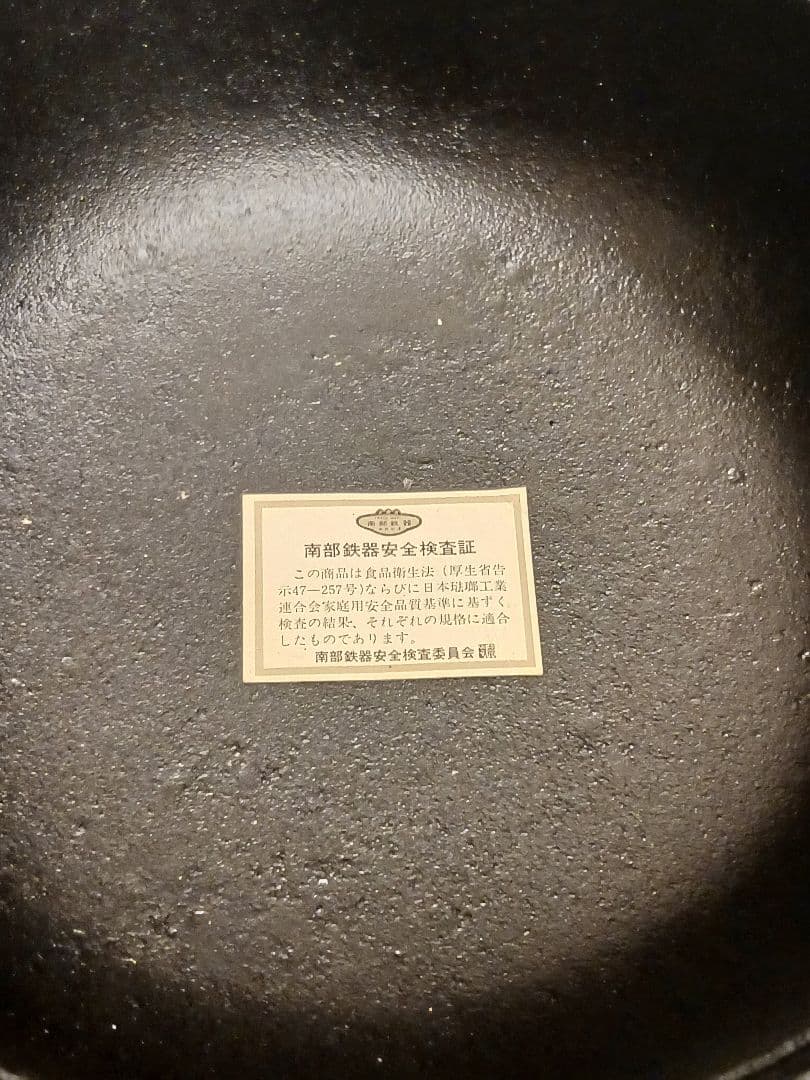 南部鉄器
南部鉄器安全検査証
この商品は食品衛生法(厚生省告
示47―257号)ならびに日本琺瑯工業
連合会家庭用安全品質基準に基ずく
検査の結果、それぞれの規格に適合
したものであります。
南部鉄器安全検査委員会